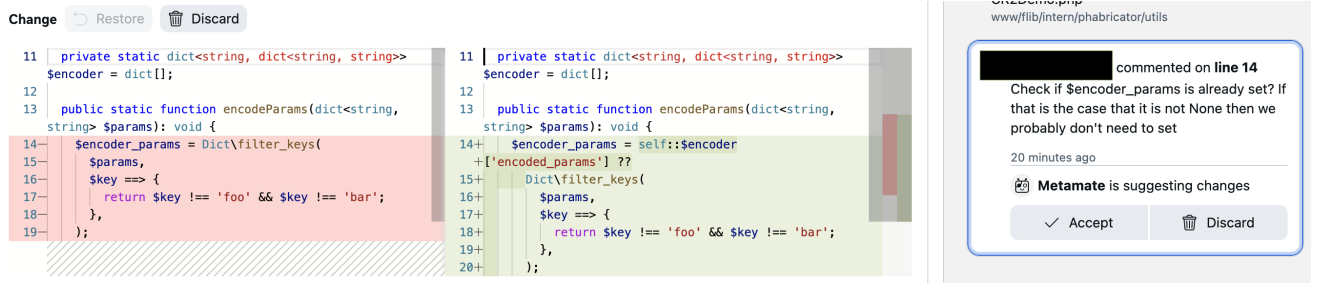 Change Restore Discard
11 private static dict<string, dict<string, string>>
$encoder = dict[];
12
13 public static function encodeParams(dict<string,
string> $params): void {
14− $encoder_params = Dict\filter_keys(
15− $params,
16− $key ==> {
17− return $key !== 'foo' && $key !== 'bar';
18− },
19− );
11 private static dict<string, dict<string, string>>
$encoder = dict[];
12
13 public static function encodeParams(dict<string,
string> $params): void {
14+ $encoder_params = self::$encoder
+['encoded_params'] ??
15+ Dict\filter_keys(
16+ $params,
17+ $key ==> {
18+ return $key !== 'foo' && $key !== 'bar';
19+ },
20+ );
www/flib/intern/phabricator/utils
commented on line 14
Check if $encoder_params is already set? If
that is the case that it is not None then we
probably don't need to set
20 minutes ago
Metamate is suggesting changes
Accept Discard